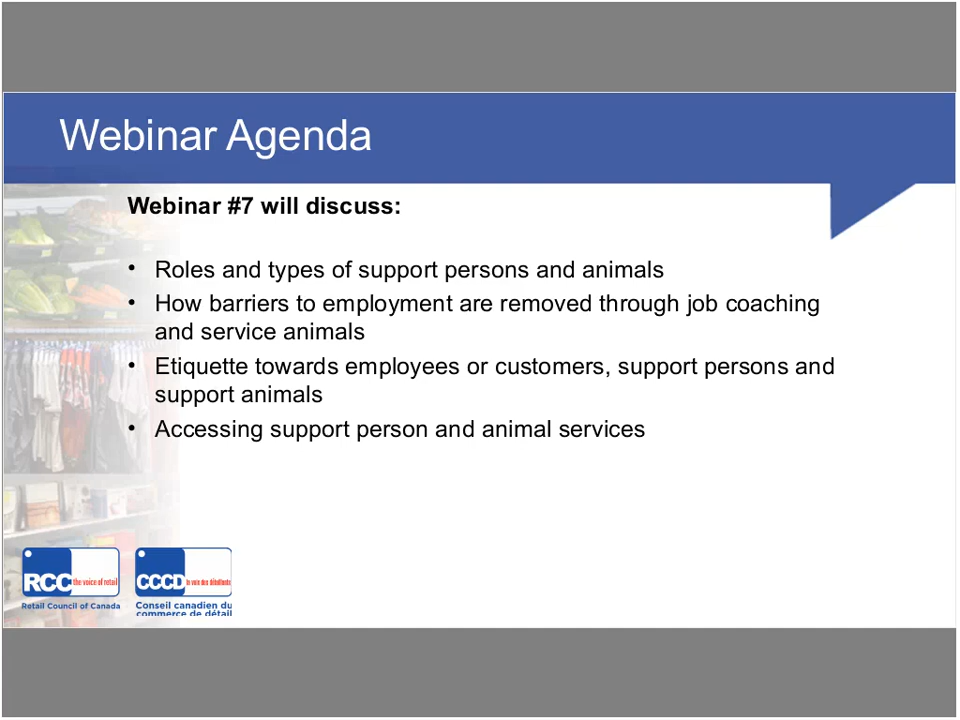 Webinar Agenda
Webinar #7 will discuss:
• Roles and types of support persons and animals
• How barriers to employment are removed through job coaching
and service animals
• Etiquette towards employees or customers, support persons and
support animals
• Accessing support person and animal services
RCC the voice of retail
Retail Council of Canada
CCCD la voix des détaillants
Conseil canadien du
commerce de détail